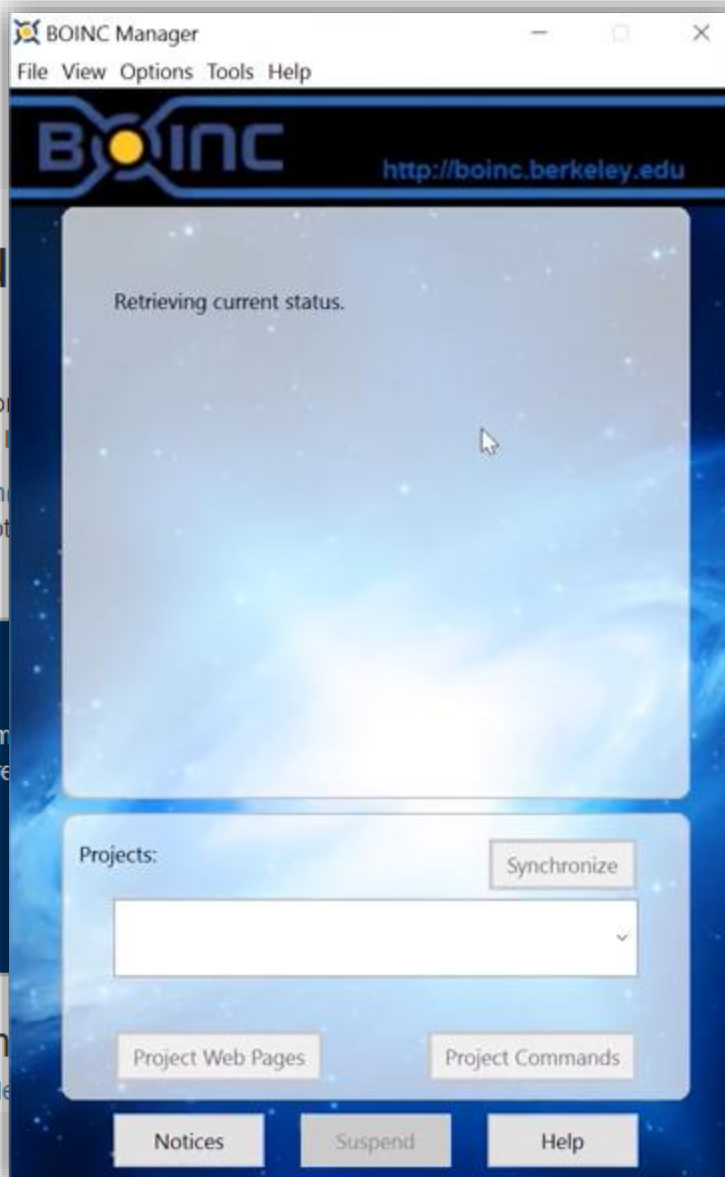 BOINC Manager
File View Options Tools Help
BOINC
http://boinc.berkeley.edu
Retrieving current status.
Projects:
Synchronize
Project Web Pages
Project Commands
Notices
Suspend
Help